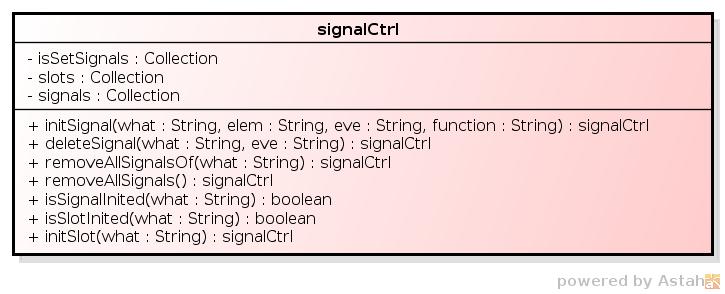 signalCtrl
- isSetSignals : Collection
- slots : Collection
- signals : Collection
+ initSignal(what : String, elem : String, eve : String, function : String) : signalCtrl
+ deleteSignal(what : String, eve : String) : signalCtrl
+ removeAllSignalsOf(what : String) : signalCtrl
+ removeAllSignals() : signalCtrl
+ isSignalInited(what : String) : boolean
+ isSlotInited(what : String) : boolean
+ initSlot(what : String) : signalCtrl
powered by Astah